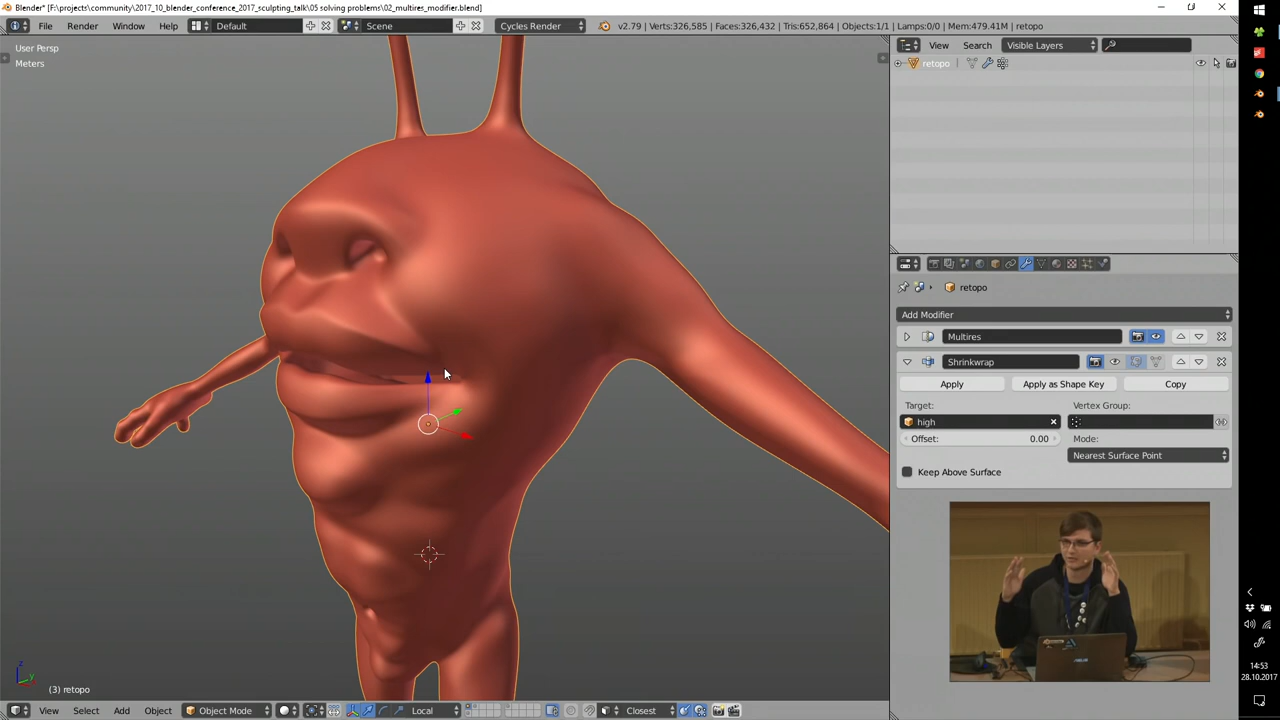 Blender* [F:\projects\community\2017_10_blender_conference_2017_sculpting_talk\05 solving problems\02_multires_modifier.blend]
File Render Window Help Default Scene Cycles Render v2.79 | Verts:326,585 | Faces:326,432 | Tris:652,864 | Objects:1/1 | Lamps:0/0 | Mem:479.41M | retopo
User Persp
Meters
View Search Visible Layers
retopo
retopo
Add Modifier
Multires
Shrinkwrap
Apply Apply as Shape Key Copy
Target: Vertex Group:
high
Offset: 0.00 Mode:
Nearest Surface Point
Keep Above Surface
z
y
(3) retopo
View Select Add Object Object Mode Local Closest
14:53
28.10.2017